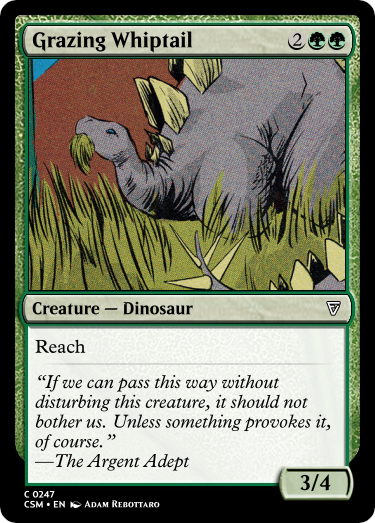 Grazing Whiptail 2
Creature — Dinosaur
Reach
“If we can pass this way without
disturbing this creature, it should not
bother us. Unless something provokes it,
of course.”
—The Argent Adept
3/4
C 0247
CSM • EN Adam Rebottaro